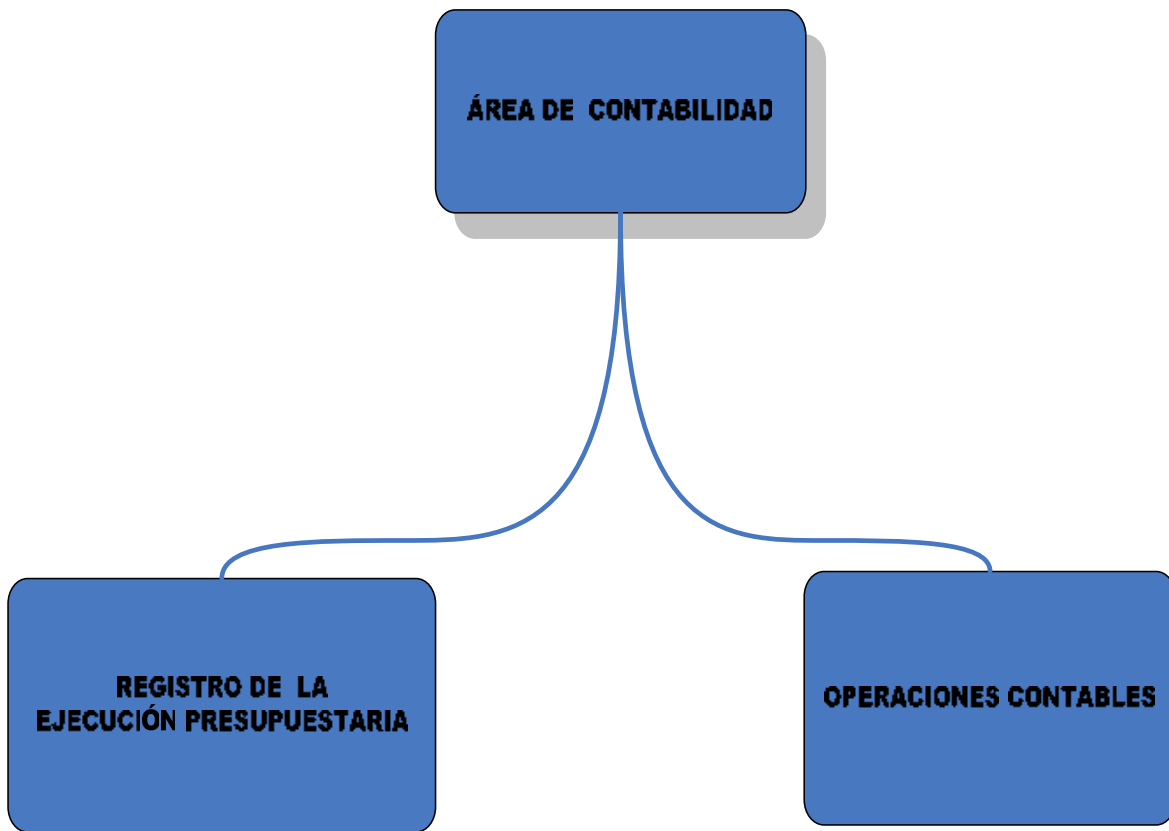 ÁREA DE CONTABILIDAD
REGISTRO DE LA
EJECUCIÓN PRESUPUESTARIA
OPERACIONES CONTABLES